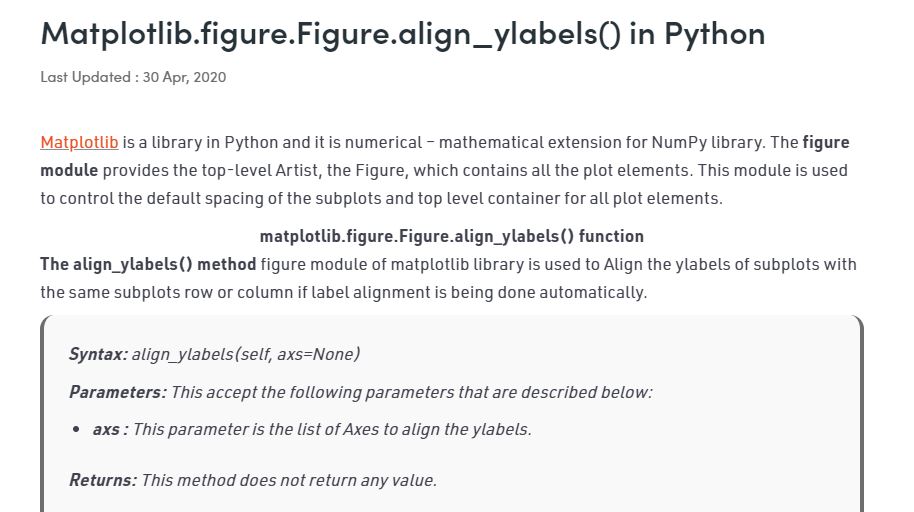 Matplotlib.figure.Figure.align_ylabels() in Python
Last Updated : 30 Apr, 2020
Matplotlib is a library in Python and it is numerical – mathematical extension for NumPy library. The figure
module provides the top-level Artist, the Figure, which contains all the plot elements. This module is used
to control the default spacing of the subplots and top level container for all plot elements.
matplotlib.figure.Figure.align_ylabels() function
The align_ylabels() method figure module of matplotlib library is used to Align the ylabels of subplots with
the same subplots row or column if label alignment is being done automatically.
Syntax: align_ylabels(self, axs=None)
Parameters: This accept the following parameters that are described below:
• axs : This parameter is the list of Axes to align the ylabels.
Returns: This method does not return any value.